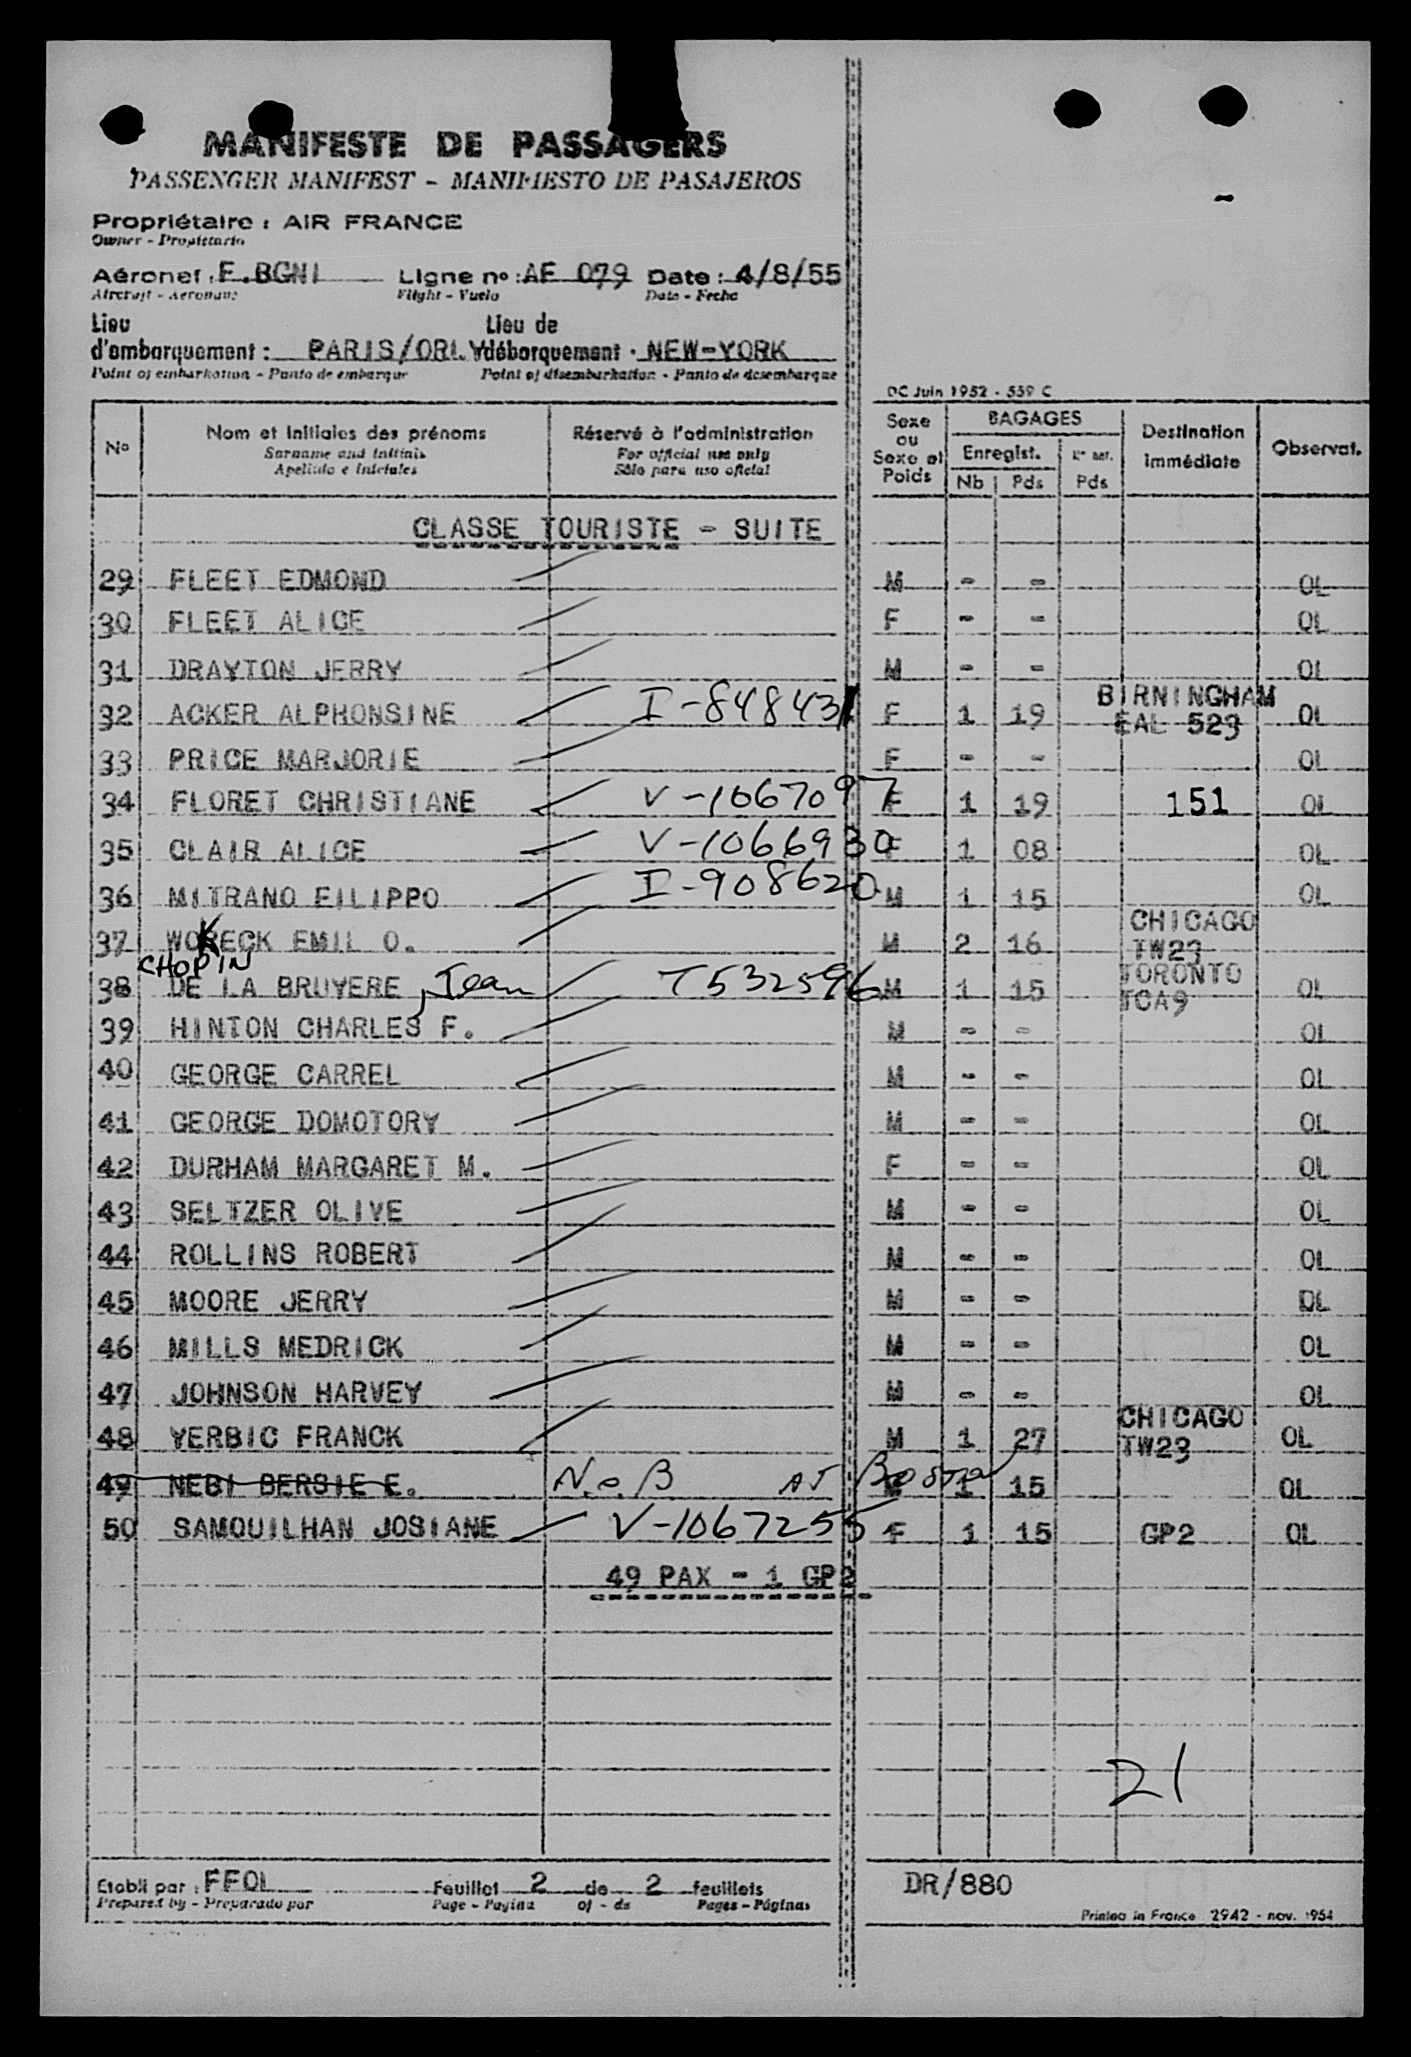 MANIFESTE DE PASSAGERS
PASSENGER MANIFEST - MANIFIESTO DE PASAJEROS
Propriétaire : AIR FRANCE
Owner - Propietario
Aéronef : F.BGNI Ligne nº : AF 079 Date : 4/8/55
Aircraft - Aeronave Flight - Vuelo Date - Fecha
Lieu d'embarquement : PARIS/ORLY Lieu de débarquement : NEW-YORK
Point of embarkation - Punto de embarque Point of disembarkation - Punto de desembarque
DC Juin 1952 - 559 C
Nº Nom et initiales des prénoms Réservé à l'administration Sexe ou Sexe et Poids BAGAGES Destination immédiate Observat.
Surname and initials For official use only Enregist.
Apellido e iniciales Sólo para uso oficial Nb Pds Pds
CLASSE TOURISTE - SUITE
29 FLEET EDMOND M - - OL
30 FLEET ALICE F - - OL
31 DRAYTON JERRY M - - OL
32 ACKER ALPHONSINE I-848431 F 1 19 BIRNINGHAM EAL 523 OL
33 PRICE MARJORIE F - - OL
34 FLORET CHRISTIANE V-1067097 F 1 19 151 OL
35 CLAIR ALICE V-1066930 F 1 08 OL
36 MITRANO FILIPPO I-908620 M 1 15 OL
37 WOKECK EMIL O. M 2 16 CHICAGO TW23
38 CHOPIN DE LA BRUYERE, Jean T532596 M 1 15 TORONTO TCA9 OL
39 HINTON CHARLES F. M - - OL
40 GEORGE CARREL M - - OL
41 GEORGE DOMOTORY M - - OL
42 DURHAM MARGARET M. F - - OL
43 SELTZER OLIVE M - - OL
44 ROLLINS ROBERT M - - OL
45 MOORE JERRY M - - OL
46 MILLS MEDRICK M - - OL
47 JOHNSON HARVEY M - - OL
48 YERBIC FRANCK M 1 27 CHICAGO TW23 OL
49 NEBI BERSIE E. N.o.B AT Boston 1 15 OL
50 SAMOUILHAN JOSIANE V-1067255 F 1 15 GP2 OL
49 PAX - 1 GP2
21
Etabli par : FFOL Feuillet 2 de 2 feuillets DR/880
Prepared by - Preparado por Page - Pagina of - de Pages - Páginas
Printed in France 2942 - nov. 1954